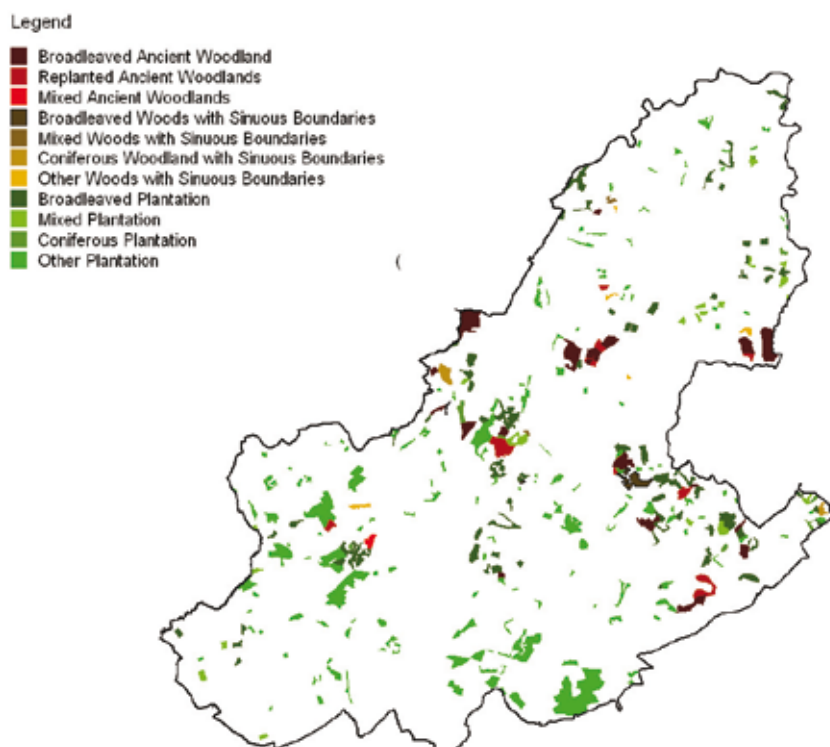 Legend
Broadleaved Ancient Woodland
Replanted Ancient Woodlands
Mixed Ancient Woodlands
Broadleaved Woods with Sinuous Boundaries
Mixed Woods with Sinuous Boundaries
Coniferous Woodland with Sinuous Boundaries
Other Woods with Sinuous Boundaries
Broadleaved Plantation
Mixed Plantation
Coniferous Plantation
Other Plantation
(